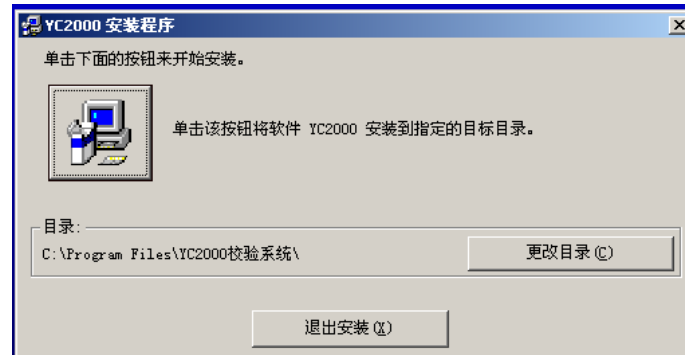 YC2000 安装程序
单击下面的按钮来开始安装。
单击该按钮将软件 YC2000 安装到指定的目标目录。
目录:
C:\Program Files\YC2000校验系统\
更改目录(C)
退出安装(X)